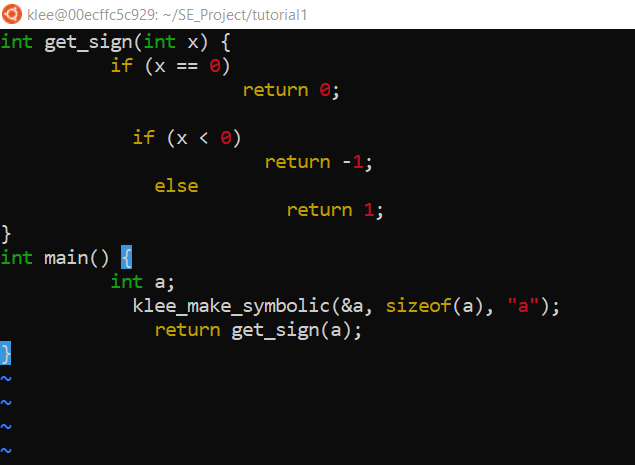 klee@00ecffc5c929: ~/SE_Project/tutorial1
int get_sign(int x) {
if (x == 0)
return 0;
if (x < 0)
return -1;
else
return 1;
}
int main() {
int a;
klee_make_symbolic(&a, sizeof(a), "a");
return get_sign(a);
}
~
~
~
~